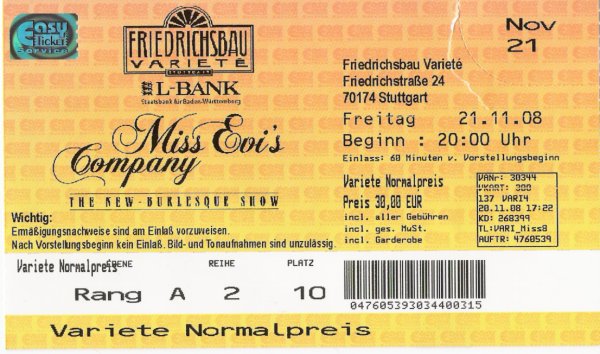 EASY
Ticket
Service
FRIEDRICHSBAU
VARIETÉ
STUTTGART
L-BANK
Staatsbank für Baden-Württemberg
Miss Evi's
Company
THE NEW-BURLESQUE SHOW
Wichtig:
Ermäßigungsnachweise sind am Einlaß vorzuweisen.
Nach Vorstellungsbeginn kein Einlaß. Bild- und Tonaufnahmen sind unzulässig.
Nov
21
Friedrichsbau Varieté
Friedrichstraße 24
70174 Stuttgart
Freitag 21.11.08
Beginn : 20:00 Uhr
Einlass: 60 Minuten v. Vorstellungsbeginn
Variete Normalpreis
Preis 30,00 EUR
incl. aller Gebühren
incl. ges. MwSt.
incl. Garderobe
VANr: 30344
VKART: 300
137 VARI4
20.11.08 17:22
KD: 268399
TL:VARI_Miss8
AUFTR: 4760539
Variete Normalpreis
EBENE REIHE PLATZ
Rang A 2 10
047605393034400315
Variete Normalpreis